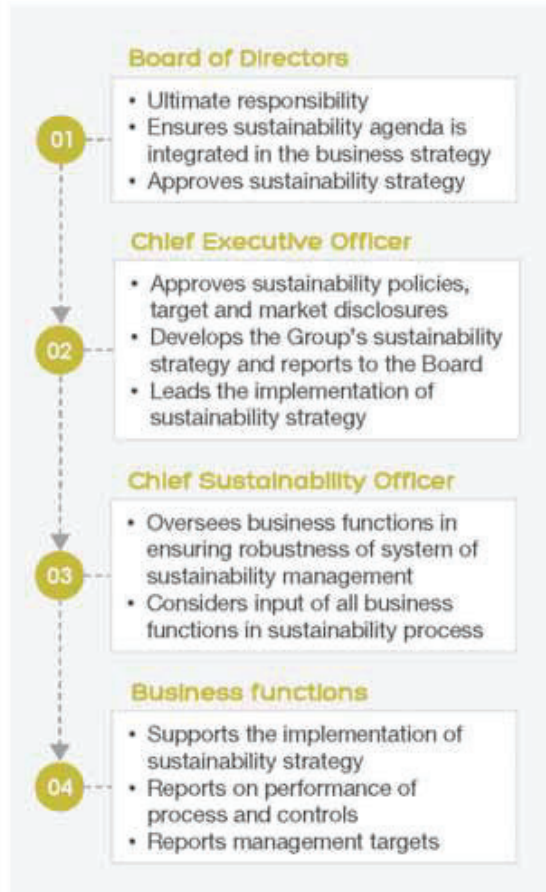 Board of Directors
• Ultimate responsibility
• Ensures sustainability agenda is
integrated in the business strategy
• Approves sustainability strategy
01
Chief Executive Officer
• Approves sustainability policies,
target and market disclosures
• Develops the Group's sustainability
strategy and reports to the Board
• Leads the implementation of
sustainability strategy
02
Chief Sustainability Officer
• Oversees business functions in
ensuring robustness of system of
sustainability management
• Considers input of all business
functions in sustainability process
03
Business functions
• Supports the implementation of
sustainability strategy
• Reports on performance of
process and controls
• Reports management targets
04